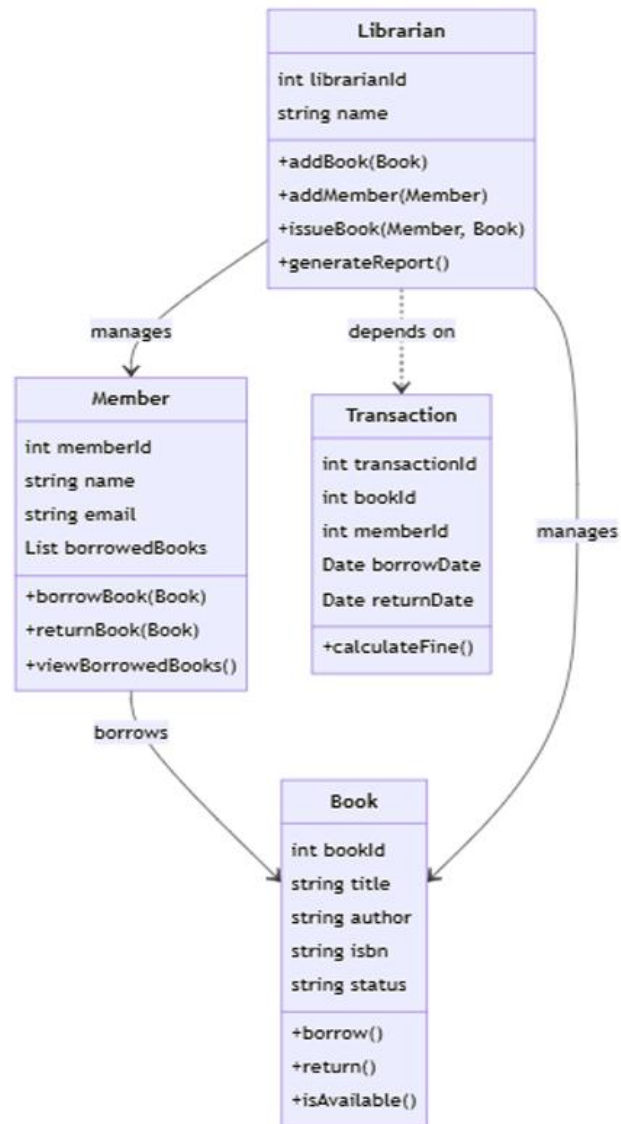 Librarian
int librarianId
string name
+addBook(Book)
+addMember(Member)
+issueBook(Member, Book)
+generateReport()
manages
depends on
Member
int memberId
string name
string email
List borrowedBooks
+borrowBook(Book)
+returnBook(Book)
+viewBorrowedBooks()
Transaction
int transactionId
int bookId
int memberId
Date borrowDate
Date returnDate
+calculateFine()
manages
borrows
Book
int bookId
string title
string author
string isbn
string status
+borrow()
+return()
+isAvailable()